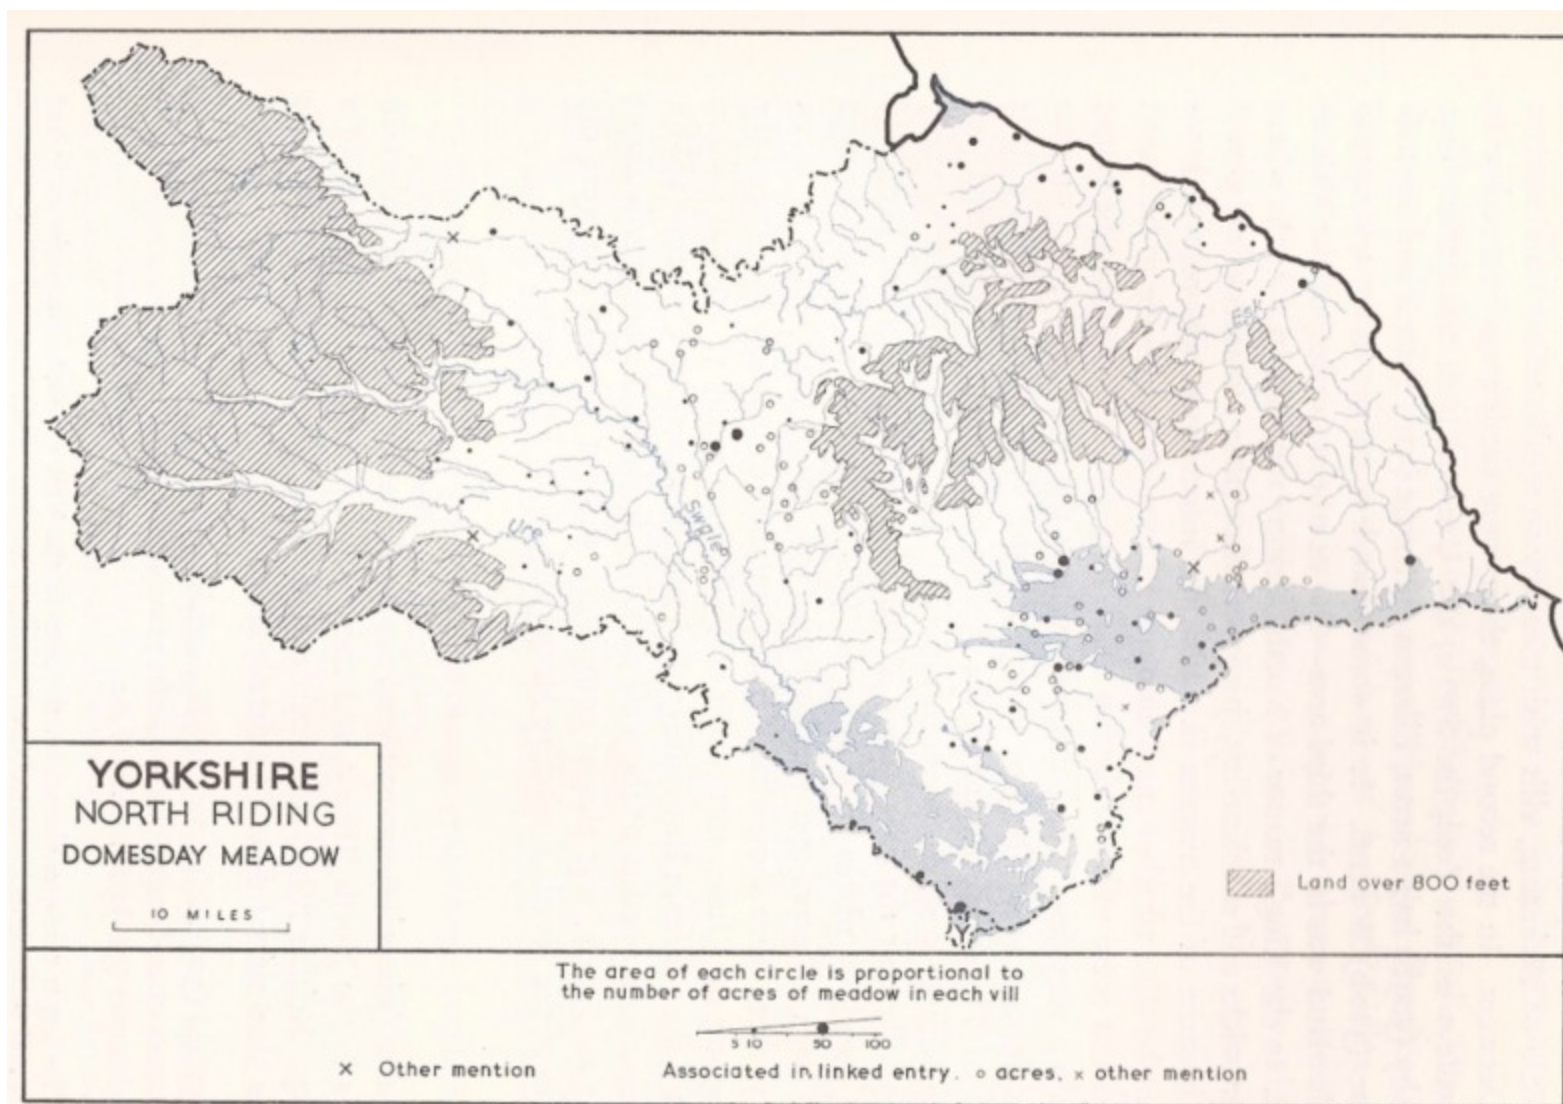 Esk
Swale
Ure
Y
YORKSHIRE
NORTH RIDING
DOMESDAY MEADOW
10 MILES
Land over 800 feet
The area of each circle is proportional to
the number of acres of meadow in each vill
5 10 50 100
× Other mention
Associated in linked entry. o acres, × other mention